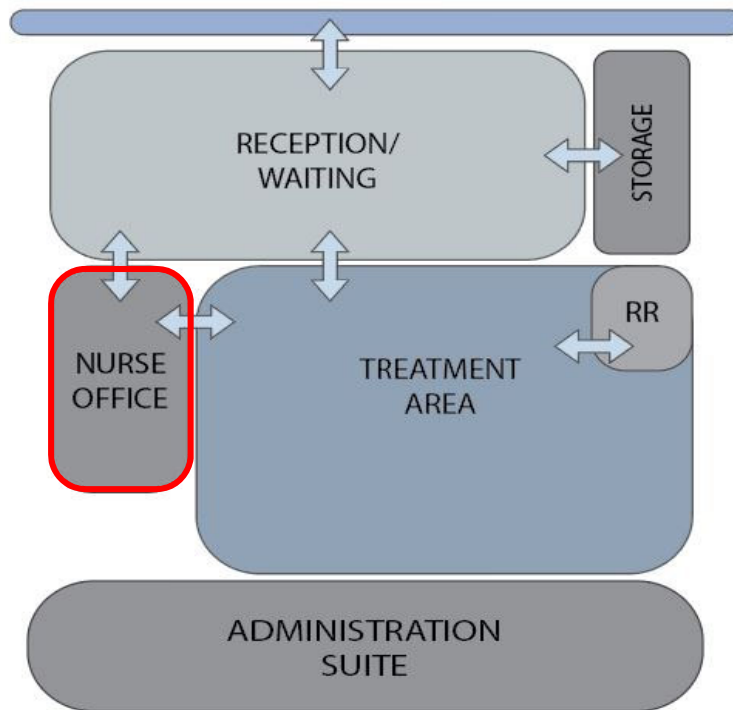 RECEPTION/
WAITING
STORAGE
NURSE
OFFICE
TREATMENT
AREA
RR
ADMINISTRATION
SUITE